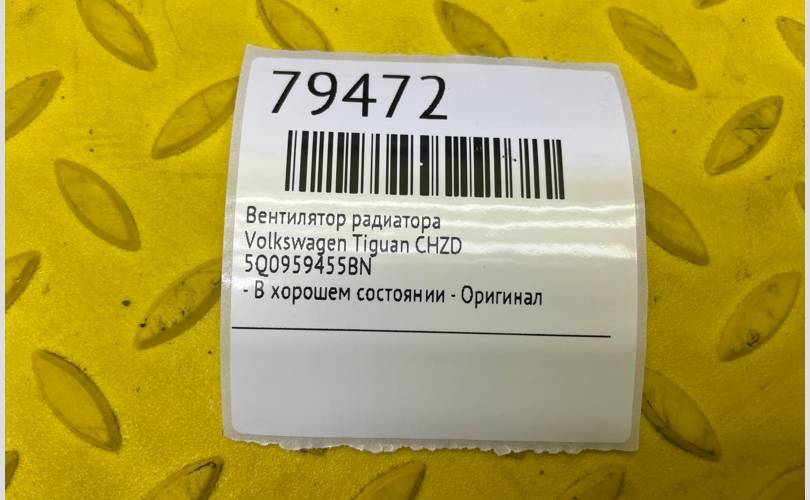 79472
Вентилятор радиатора
Volkswagen Tiguan CHZD
5Q0959455BN
- В хорошем состоянии - Оригинал